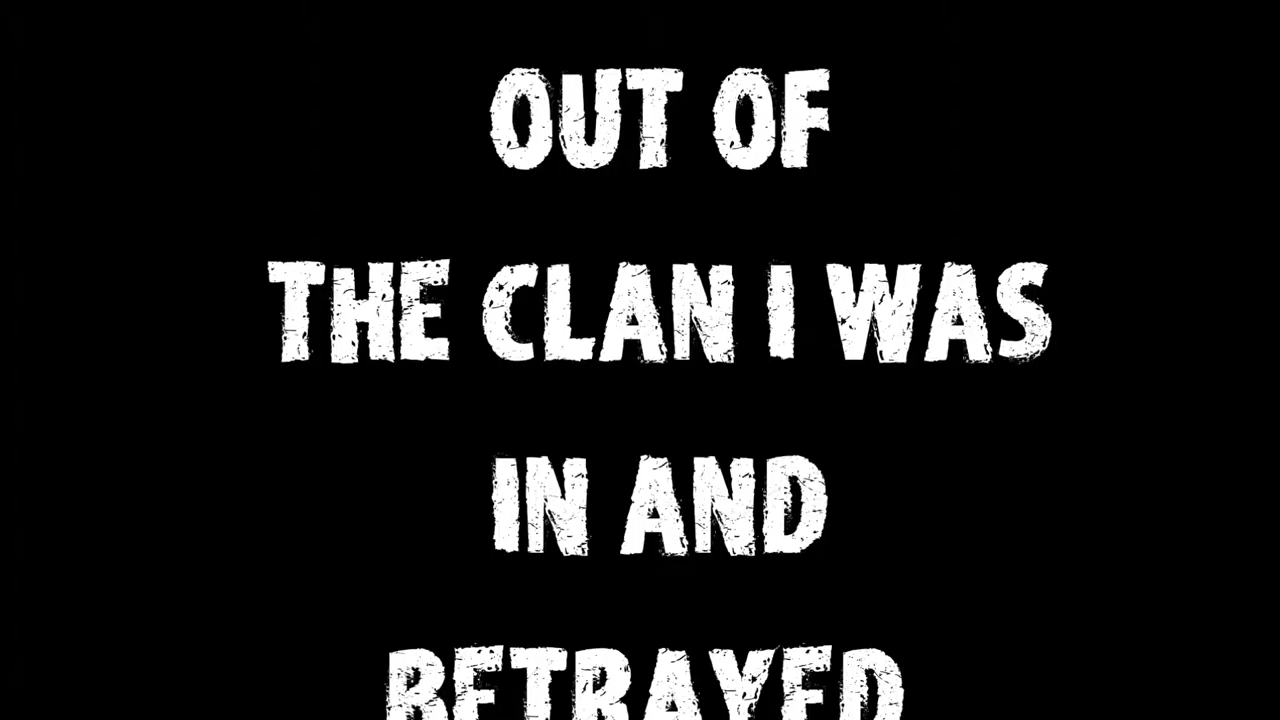 OUT OF
THE CLAN I WAS
IN AND
BETRAYED